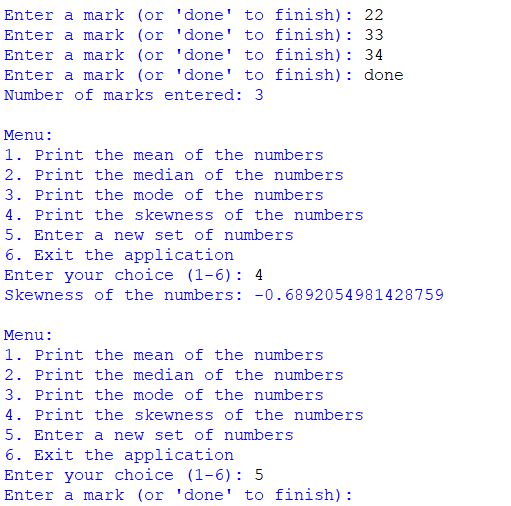 Enter a mark (or 'done' to finish): 22
Enter a mark (or 'done' to finish): 33
Enter a mark (or 'done' to finish): 34
Enter a mark (or 'done' to finish): done
Number of marks entered: 3
Menu:
1. Print the mean of the numbers
2. Print the median of the numbers
3. Print the mode of the numbers
4. Print the skewness of the numbers
5. Enter a new set of numbers
6. Exit the application
Enter your choice (1-6): 4
Skewness of the numbers: -0.6892054981428759
Menu:
1. Print the mean of the numbers
2. Print the median of the numbers
3. Print the mode of the numbers
4. Print the skewness of the numbers
5. Enter a new set of numbers
6. Exit the application
Enter your choice (1-6): 5
Enter a mark (or 'done' to finish):